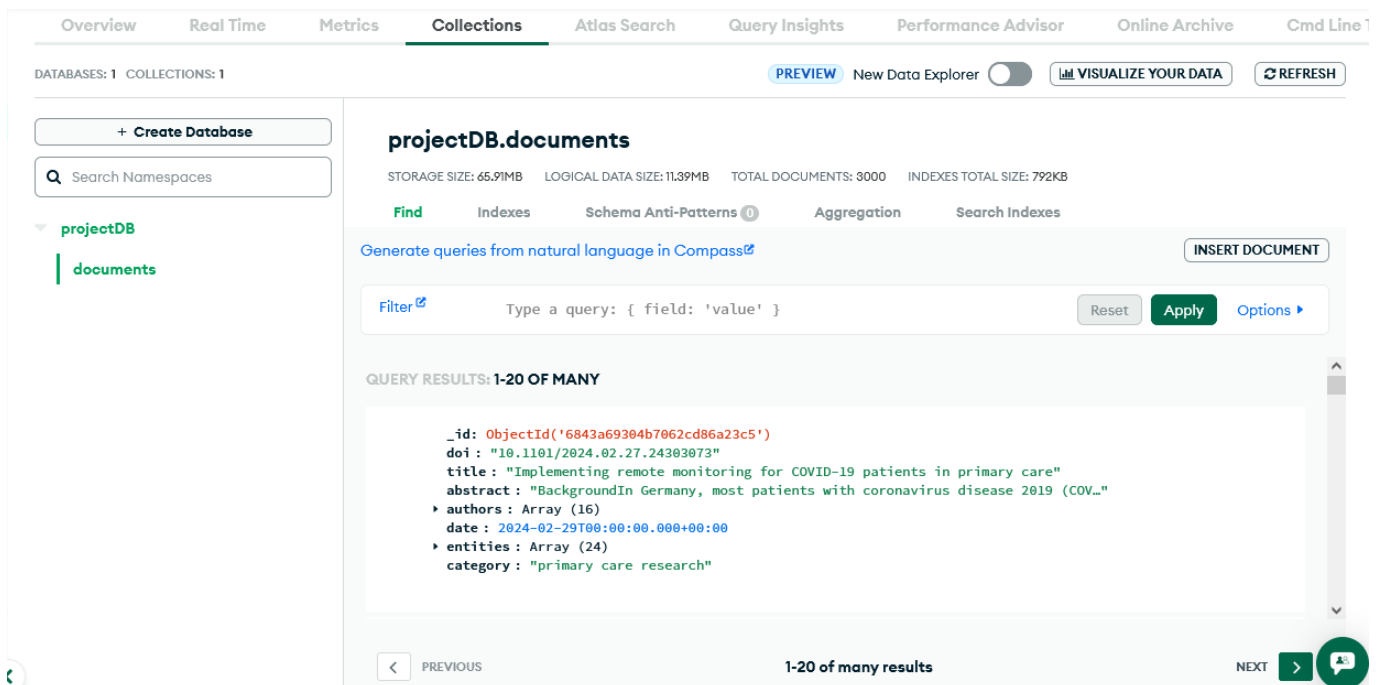 Overview Real Time Metrics Collections Atlas Search Query Insights Performance Advisor Online Archive Cmd Line
DATABASES: 1 COLLECTIONS: 1 PREVIEW New Data Explorer VISUALIZE YOUR DATA REFRESH
+ Create Database
Search Namespaces
projectDB
documents
projectDB.documents
STORAGE SIZE: 65.91MB LOGICAL DATA SIZE: 11.39MB TOTAL DOCUMENTS: 3000 INDEXES TOTAL SIZE: 792KB
Find Indexes Schema Anti-Patterns 0 Aggregation Search Indexes
Generate queries from natural language in Compass INSERT DOCUMENT
Filter Type a query: { field: 'value' } Reset Apply Options
QUERY RESULTS: 1-20 OF MANY
_id: ObjectId('6843a69304b7062cd86a23c5')
doi : "10.1101/2024.02.27.24303073"
title : "Implementing remote monitoring for COVID-19 patients in primary care"
abstract : "BackgroundIn Germany, most patients with coronavirus disease 2019 (COV…"
authors : Array (16)
date : 2024-02-29T00:00:00.000+00:00
entities : Array (24)
category : "primary care research"
PREVIOUS 1-20 of many results NEXT